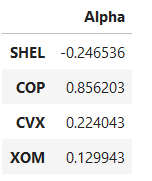 Alpha
SHEL -0.246536
COP 0.856203
CVX 0.224043
XOM 0.129943